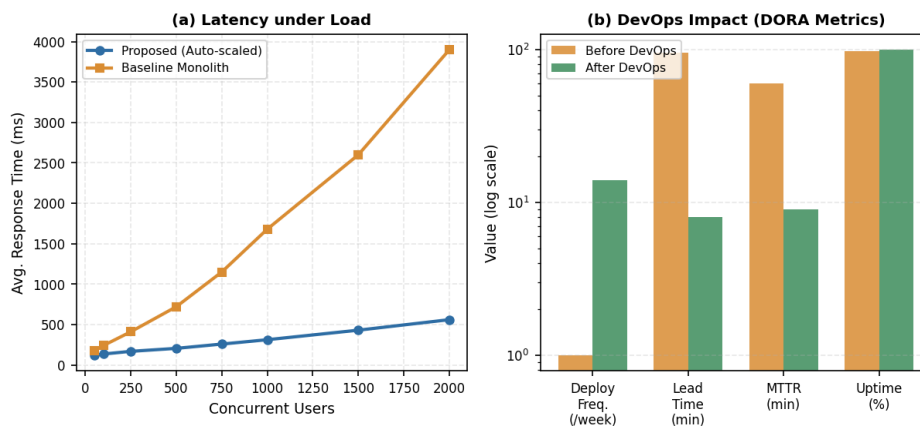 (a) Latency under Load
Avg. Response Time (ms)
4000
3500
3000
2500
2000
1500
1000
500
0
Proposed (Auto-scaled)
Baseline Monolith
0 250 500 750 1000 1250 1500 1750 2000
Concurrent Users
(b) DevOps Impact (DORA Metrics)
Value (log scale)
10²
10¹
10⁰
Before DevOps
After DevOps
Deploy Lead MTTR Uptime
Freq. Time (min) (%)
(/week) (min)